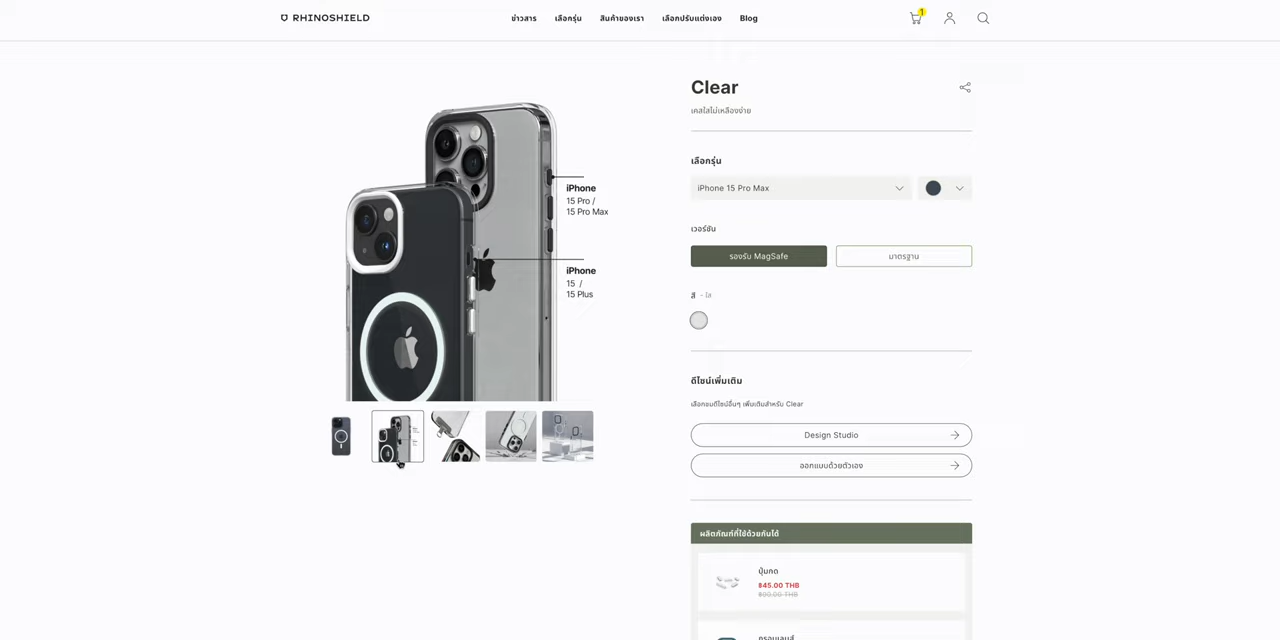 RHINOSHIELD
ข่าวสาร
เลือกรุ่น
สินค้าของเรา
เลือกปรับแต่งเอง
Blog
1
iPhone
15 Pro /
15 Pro Max
iPhone
15 /
15 Plus
Clear
เคสใสไม่เหลืองง่าย
เลือกรุ่น
iPhone 15 Pro Max
เวอร์ชัน
รองรับ MagSafe
มาตรฐาน
สี - ใส
ดีไซน์เพิ่มเติม
เลือกชมดีไซน์อื่นๆ เพิ่มเติมสำหรับ Clear
Design Studio
ออกแบบด้วยตัวเอง
ผลิตภัณฑ์ที่ใช้ด้วยกันได้
ปุ่มกด
฿45.00 THB
฿90.00 THB
กรอบเลนส์